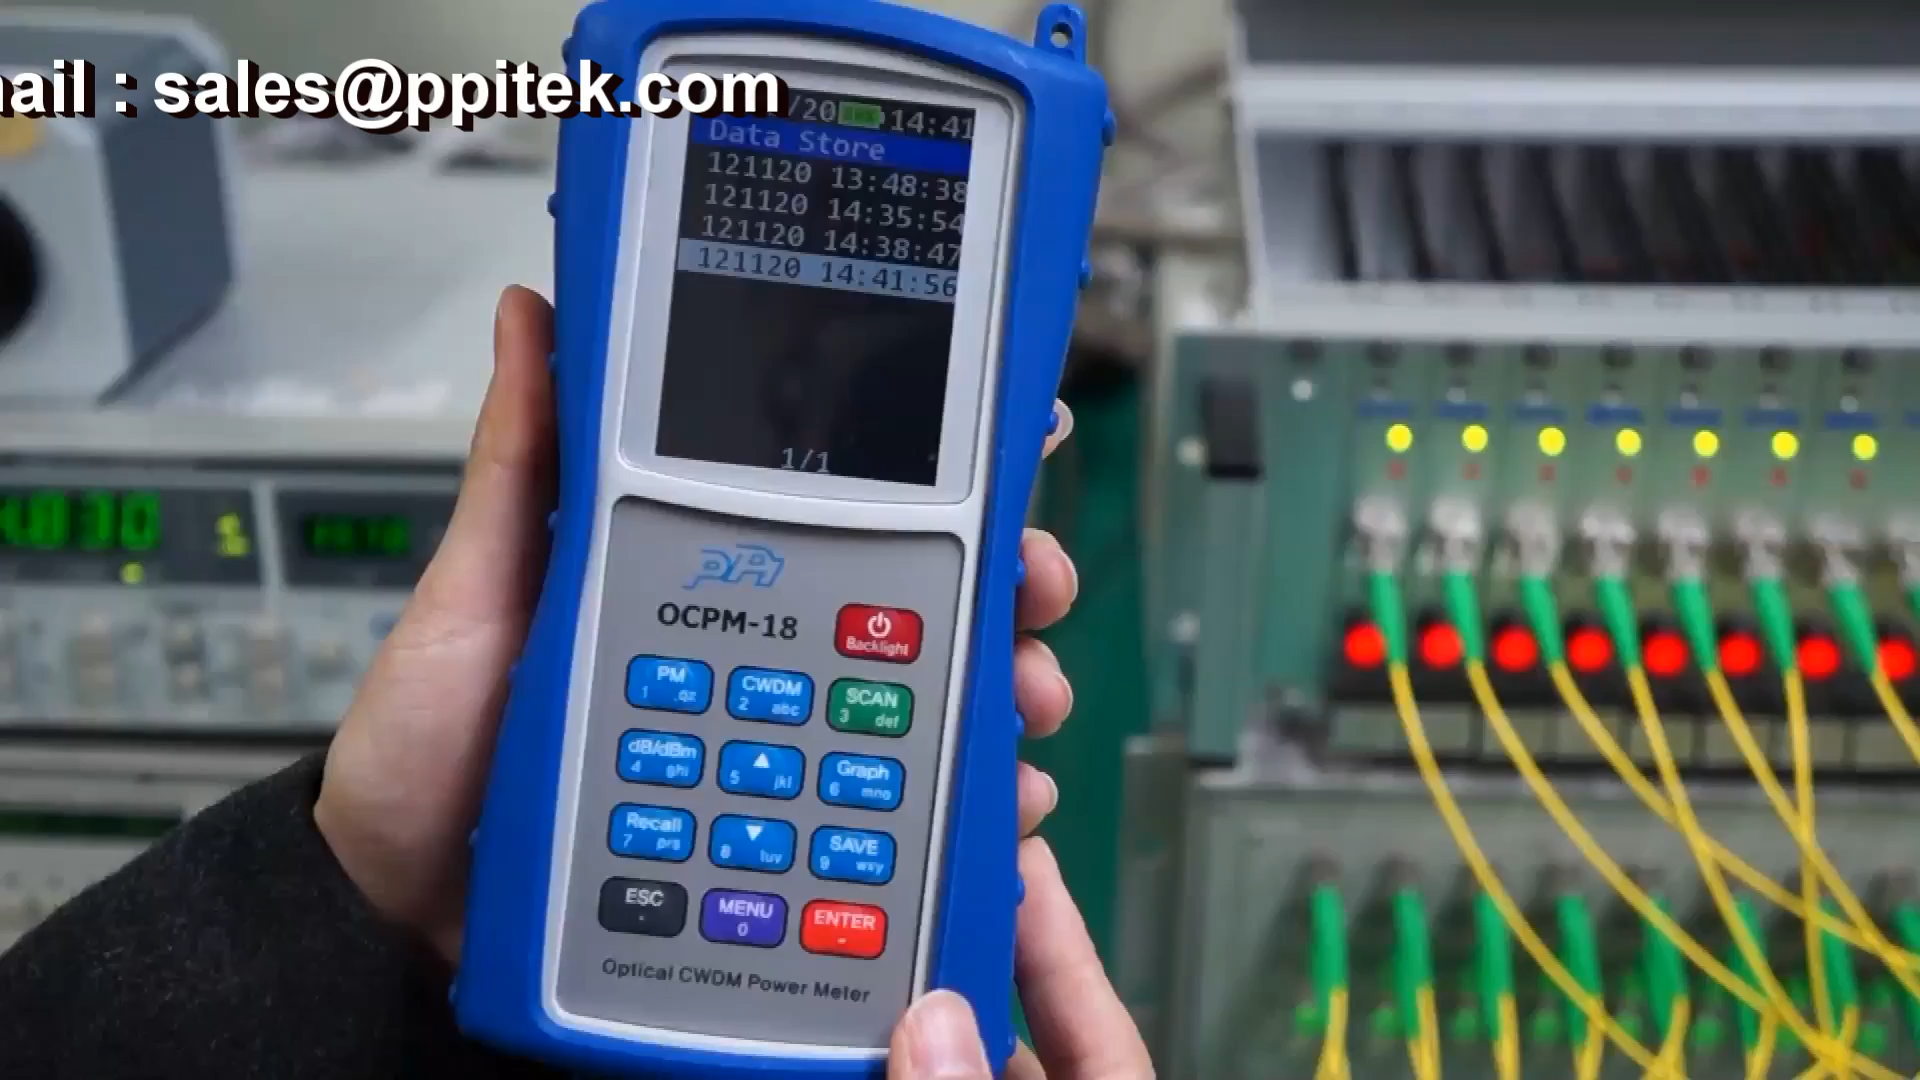 mail : sales@ppitek.com
/20 14:41
Data Store
121120 13:48:38
121120 14:35:54
121120 14:38:47
121120 14:41:56
1/1
PPI
OCPM-18
Backlight
PM
1 .qz
CWDM
2 abc
SCAN
3 def
dB/dBm
4 ghi
5 jkl
Graph
6 mno
Recall
7 prs
8 tuv
SAVE
9 wxy
ESC
.
MENU
0
ENTER
-
Optical CWDM Power Meter